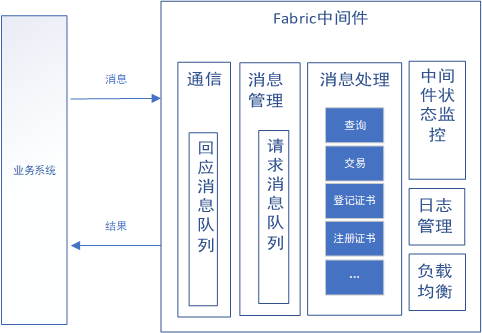 Fabric中间件
业务系统
消息
结果
通信
回应消息队列
消息
管理
请求消息队列
消息处理
查询
交易
登记证书
注册证书
...
中间
件状
态监
控
日志
管理
负载
均衡